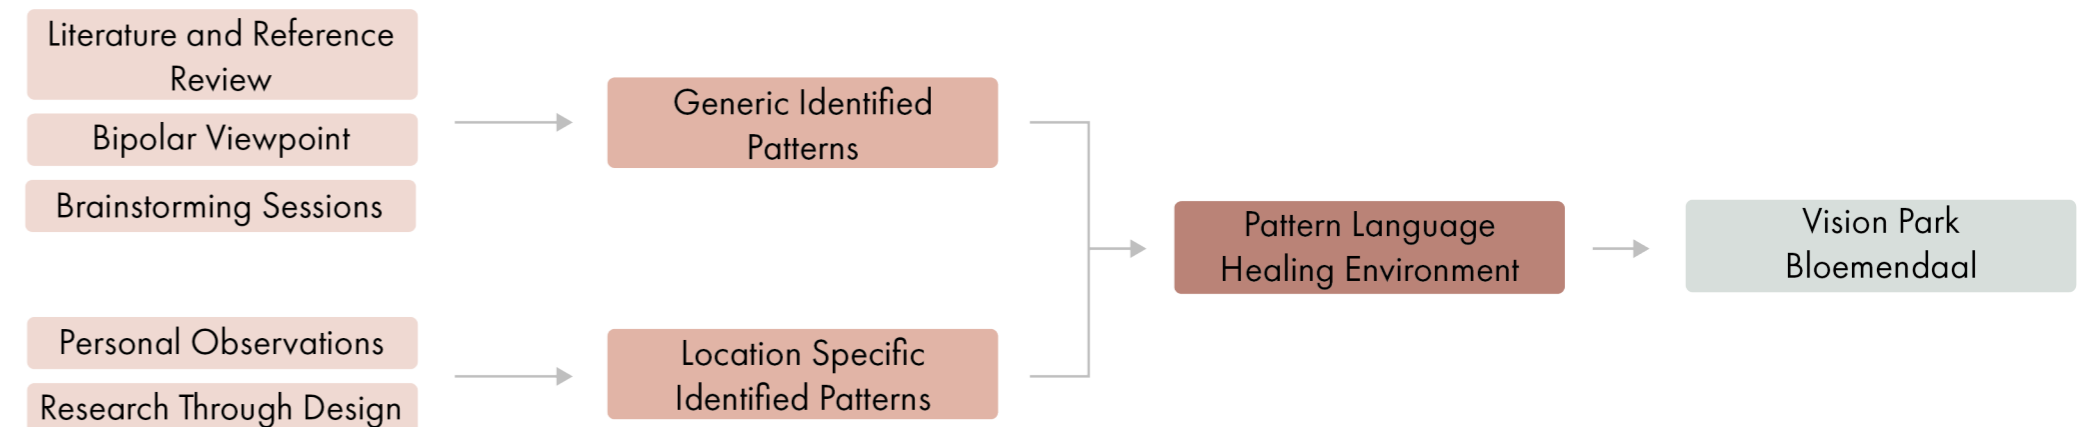 Literature and Reference
Review
Bipolar Viewpoint
Brainstorming Sessions
Personal Observations
Research Through Design
Generic Identified
Patterns
Location Specific
Identified Patterns
Pattern Language
Healing Environment
Vision Park
Bloemendaal